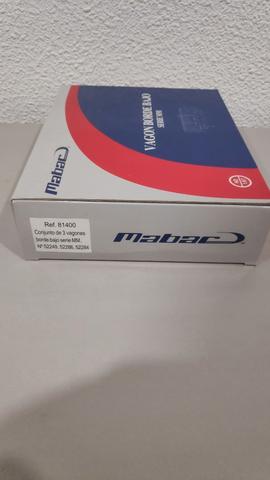 VAGON BORDE BAJO
SERIE MM
Mabar
Ref. 81400
Conjunto de 3 vagones
borde bajo serie MM.
Nº 52249, 52286, 52284
Mabar